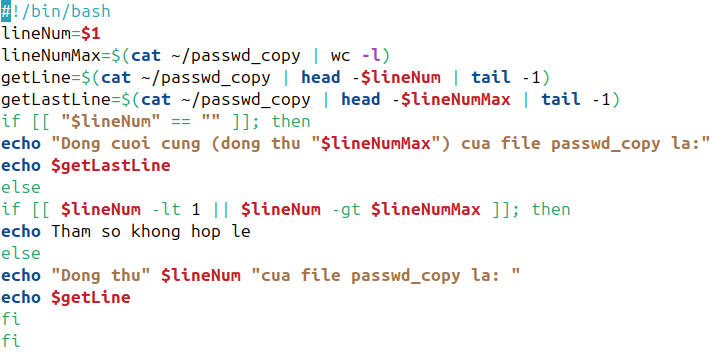 #!/bin/bash
lineNum=$1
lineNumMax=$(cat ~/passwd_copy | wc -l)
getLine=$(cat ~/passwd_copy | head -$lineNum | tail -1)
getLastLine=$(cat ~/passwd_copy | head -$lineNumMax | tail -1)
if [[ "$lineNum" == "" ]]; then
echo "Dong cuoi cung (dong thu "$lineNumMax") cua file passwd_copy la:"
echo $getLastLine
else
if [[ $lineNum -lt 1 || $lineNum -gt $lineNumMax ]]; then
echo Tham so khong hop le
else
echo "Dong thu" $lineNum "cua file passwd_copy la: "
echo $getLine
fi
fi